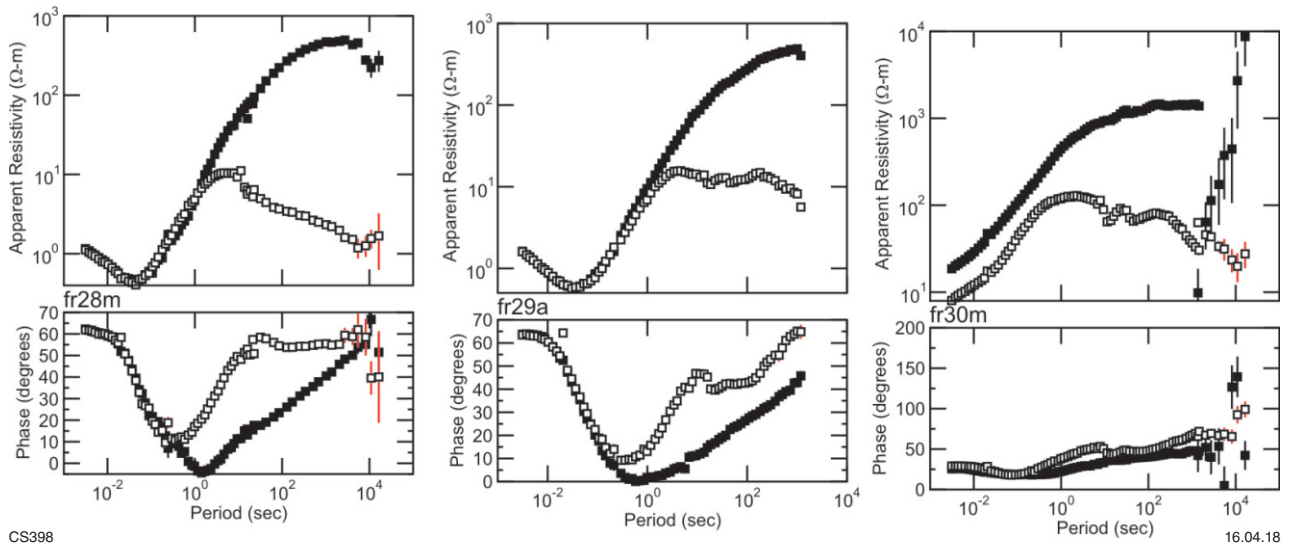 Apparent Resistivity (Ω-m)
10³
10²
10¹
10⁰
fr28m
Phase (degrees)
70
60
50
40
30
20
10
0
10⁻² 10⁰ 10² 10⁴
Period (sec)
Apparent Resistivity (Ω-m)
10³
10²
10¹
10⁰
fr29a
Phase (degrees)
70
60
50
40
30
20
10
0
10⁻² 10⁰ 10² 10⁴
Period (sec)
Apparent Resistivity (Ω-m)
10⁴
10³
10²
10¹
fr30m
Phase (degrees)
200
150
100
50
0
10⁻² 10⁰ 10² 10⁴
Period (sec)
CS398
16.04.18